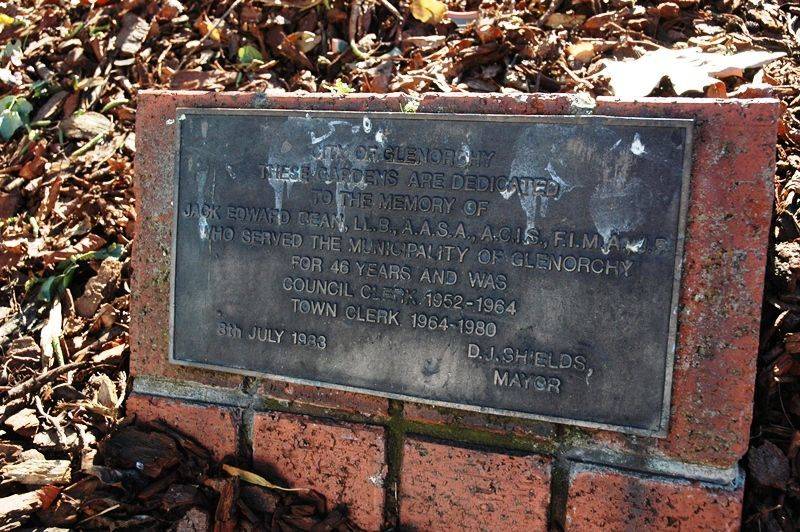 CITY OF GLENORCHY
THESE GARDENS ARE DEDICATED
TO THE MEMORY OF
JACK EDWARD DEAN, LL.B., A.A.S.A., A.C.I.S., F.I.M.A., J.P.
WHO SERVED THE MUNICIPALITY OF GLENORCHY
FOR 46 YEARS AND WAS
COUNCIL CLERK 1952-1964
TOWN CLERK 1964-1980
8th JULY 1983
D.J. SHIELDS,
MAYOR